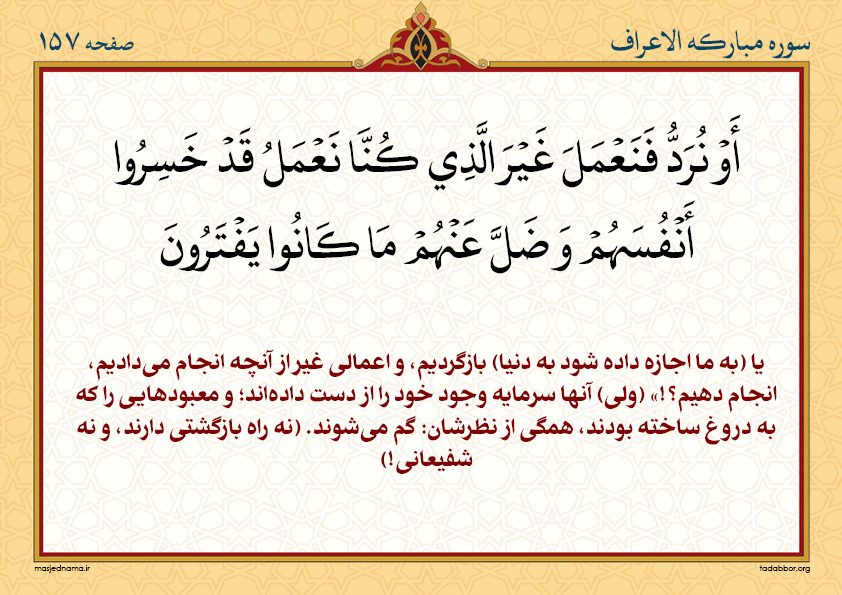 سوره مبارکه الاعراف
صفحه ۱۵۷
أَوْ نُرَدُّ فَنَعْمَلَ غَيْرَ الَّذِي كُنَّا نَعْمَلُ قَدْ خَسِرُوا
أَنْفُسَهُمْ وَ ضَلَّ عَنْهُمْ مَا كَانُوا يَفْتَرُونَ
یا (به ما اجازه داده شود به دنیا) بازگردیم، و اعمالی غیر از آنچه انجام می‌دادیم،
انجام دهیم؟!» (ولی) آنها سرمایه وجود خود را از دست داده‌اند؛ و معبودهایی را که
به دروغ ساخته بودند، همگی از نظرشان: گم می‌شوند. (نه راه بازگشتی دارند، و نه
شفیعانی!)
masjednama.ir
tadabbor.org